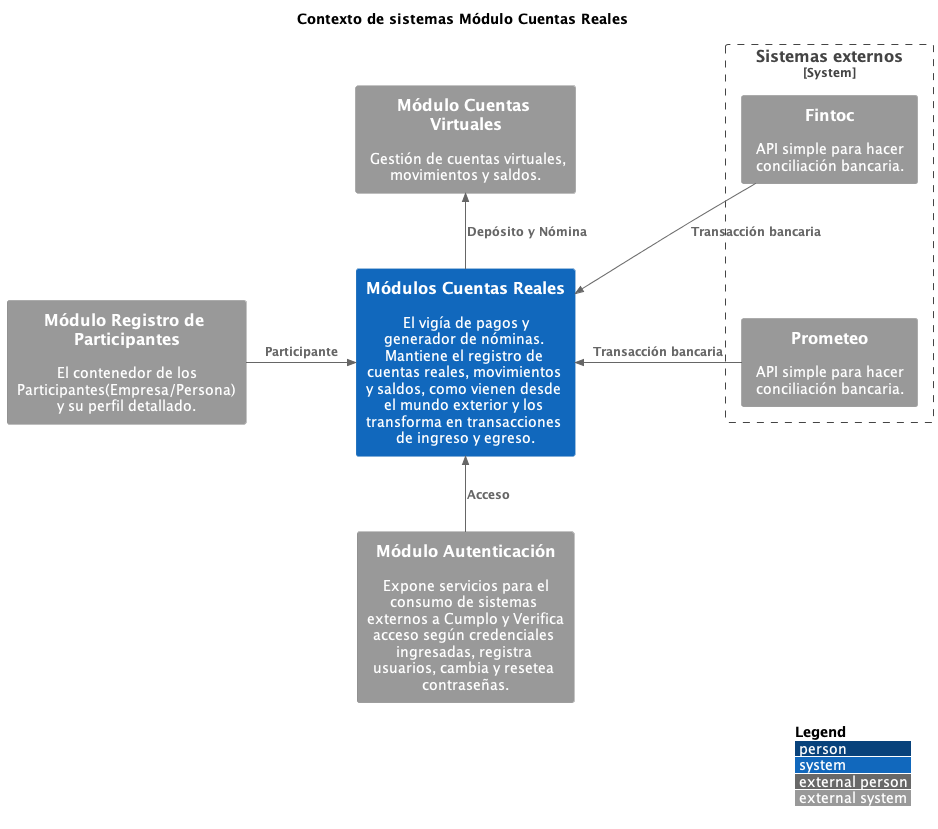 Contexto de sistemas Módulo Cuentas Reales
Sistemas externos
[System]
Módulo Cuentas
Virtuales
Gestión de cuentas virtuales,
movimientos y saldos.
Fintoc
API simple para hacer
conciliación bancaria.
Depósito y Nómina
Transacción bancaria
Módulos Cuentas Reales
El vigía de pagos y
generador de nóminas.
Mantiene el registro de
cuentas reales, movimientos
y saldos, como vienen desde
el mundo exterior y los
transforma en transacciones
de ingreso y egreso.
Módulo Registro de
Participantes
El contenedor de los
Participantes(Empresa/Persona)
y su perfil detallado.
Participante
Transacción bancaria
Prometeo
API simple para hacer
conciliación bancaria.
Acceso
Módulo Autenticación
Expone servicios para el
consumo de sistemas
externos a Cumplo y Verifica
acceso según credenciales
ingresadas, registra
usuarios, cambia y resetea
contraseñas.
Legend
person
system
external person
external system